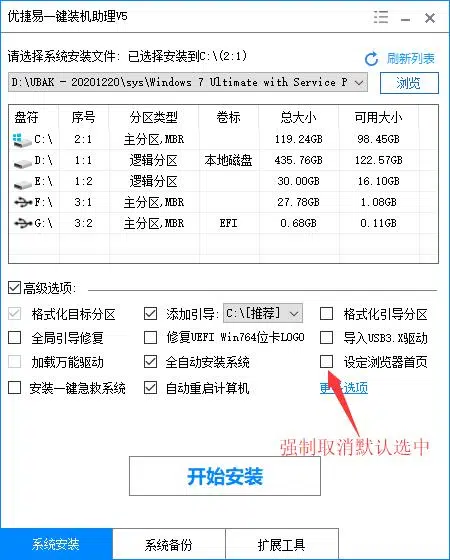 优捷易一键装机助理V5
请选择系统安装文件: 已选择安装到C:\(2:1)
刷新列表
D:\UBAK - 20201220\sys\Windows 7 Ultimate with Service P
浏览
盘符 序号 分区类型 卷标 总大小 可用大小
C:\ 2:1 主分区,MBR 119.24GB 98.45GB
D:\ 1:1 逻辑分区 本地磁盘 435.76GB 122.57GB
E:\ 1:2 逻辑分区 30.00GB 16.10GB
F:\ 3:1 主分区,MBR 27.78GB 1.08GB
G:\ 3:2 主分区,MBR EFI 0.68GB 0.11GB
高级选项:
格式化目标分区 添加引导: C:\[推荐] 格式化引导分区
全局引导修复 修复UEFI Win764位卡LOGO 导入USB3.X驱动
加载万能驱动 全自动安装系统 设定浏览器首页
安装一键急救系统 自动重启计算机 更多选项
强制取消默认选中
开始安装
系统安装 系统备份 扩展工具